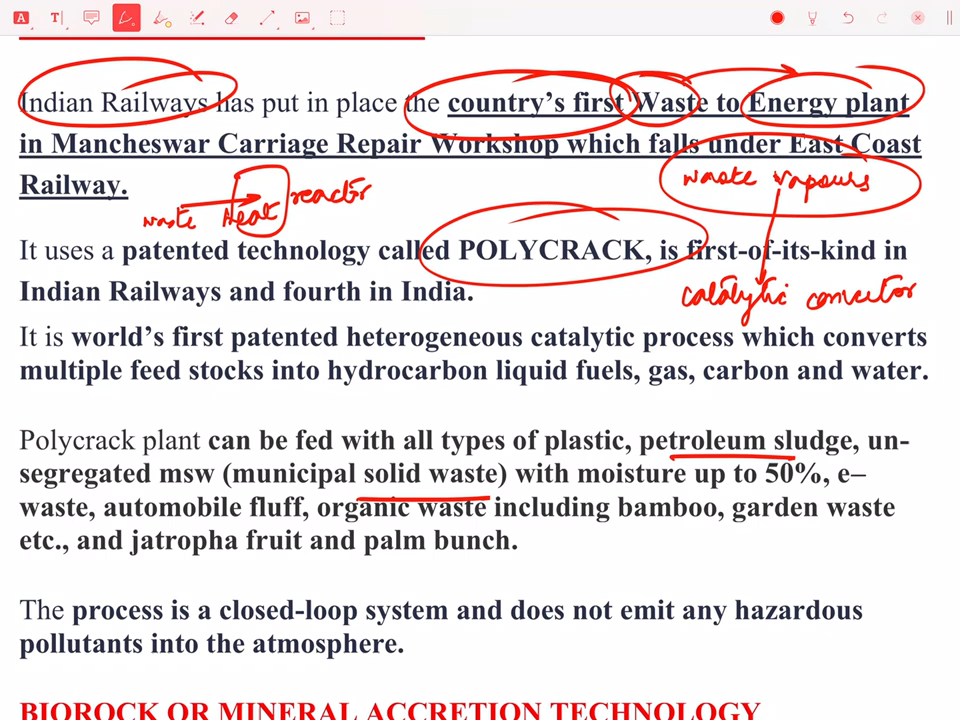 Indian Railways has put in place the country's first Waste to Energy plant
in Mancheswar Carriage Repair Workshop which falls under East Coast
Railway.
waste Heat reactor
waste vapours
It uses a patented technology called POLYCRACK, is first-of-its-kind in
Indian Railways and fourth in India.
catalytic convertor
It is world's first patented heterogeneous catalytic process which converts
multiple feed stocks into hydrocarbon liquid fuels, gas, carbon and water.
Polycrack plant can be fed with all types of plastic, petroleum sludge, un-
segregated msw (municipal solid waste) with moisture up to 50%, e–
waste, automobile fluff, organic waste including bamboo, garden waste
etc., and jatropha fruit and palm bunch.
The process is a closed-loop system and does not emit any hazardous
pollutants into the atmosphere.
BIOROCK OR MINERAL ACCRETION TECHNOLOGY